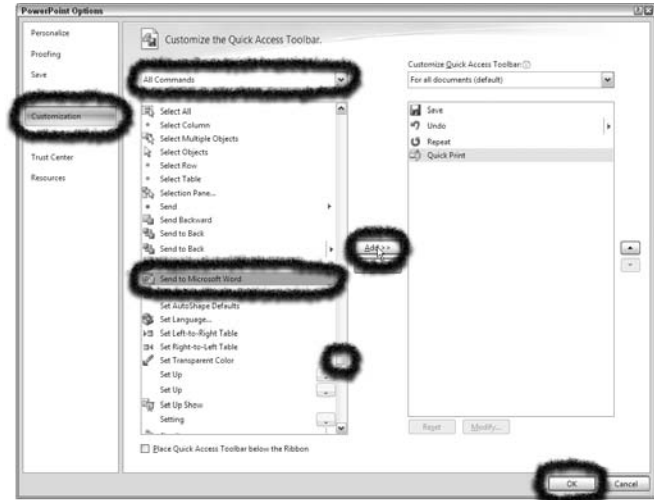 PowerPoint Options
Personalize
Proofing
Save
Customization
Trust Center
Resources
Customize the Quick Access Toolbar.
All Commands
Select All
Select Column
Select Multiple Objects
Select Objects
Select Row
Select Table
Selection Pane...
Send
Send Backward
Send to Back
Send to Back
Send to Microsoft Word
Set AutoShape Defaults
Set Language...
Set Left-to-Right Table
Set Right-to-Left Table
Set Transparent Color
Set Up
Set Up
Set Up Show
Setting
Place Quick Access Toolbar below the Ribbon
Add >>
Customize Quick Access Toolbar:
For all documents (default)
Save
Undo
Repeat
Quick Print
Reset Modify...
OK Cancel